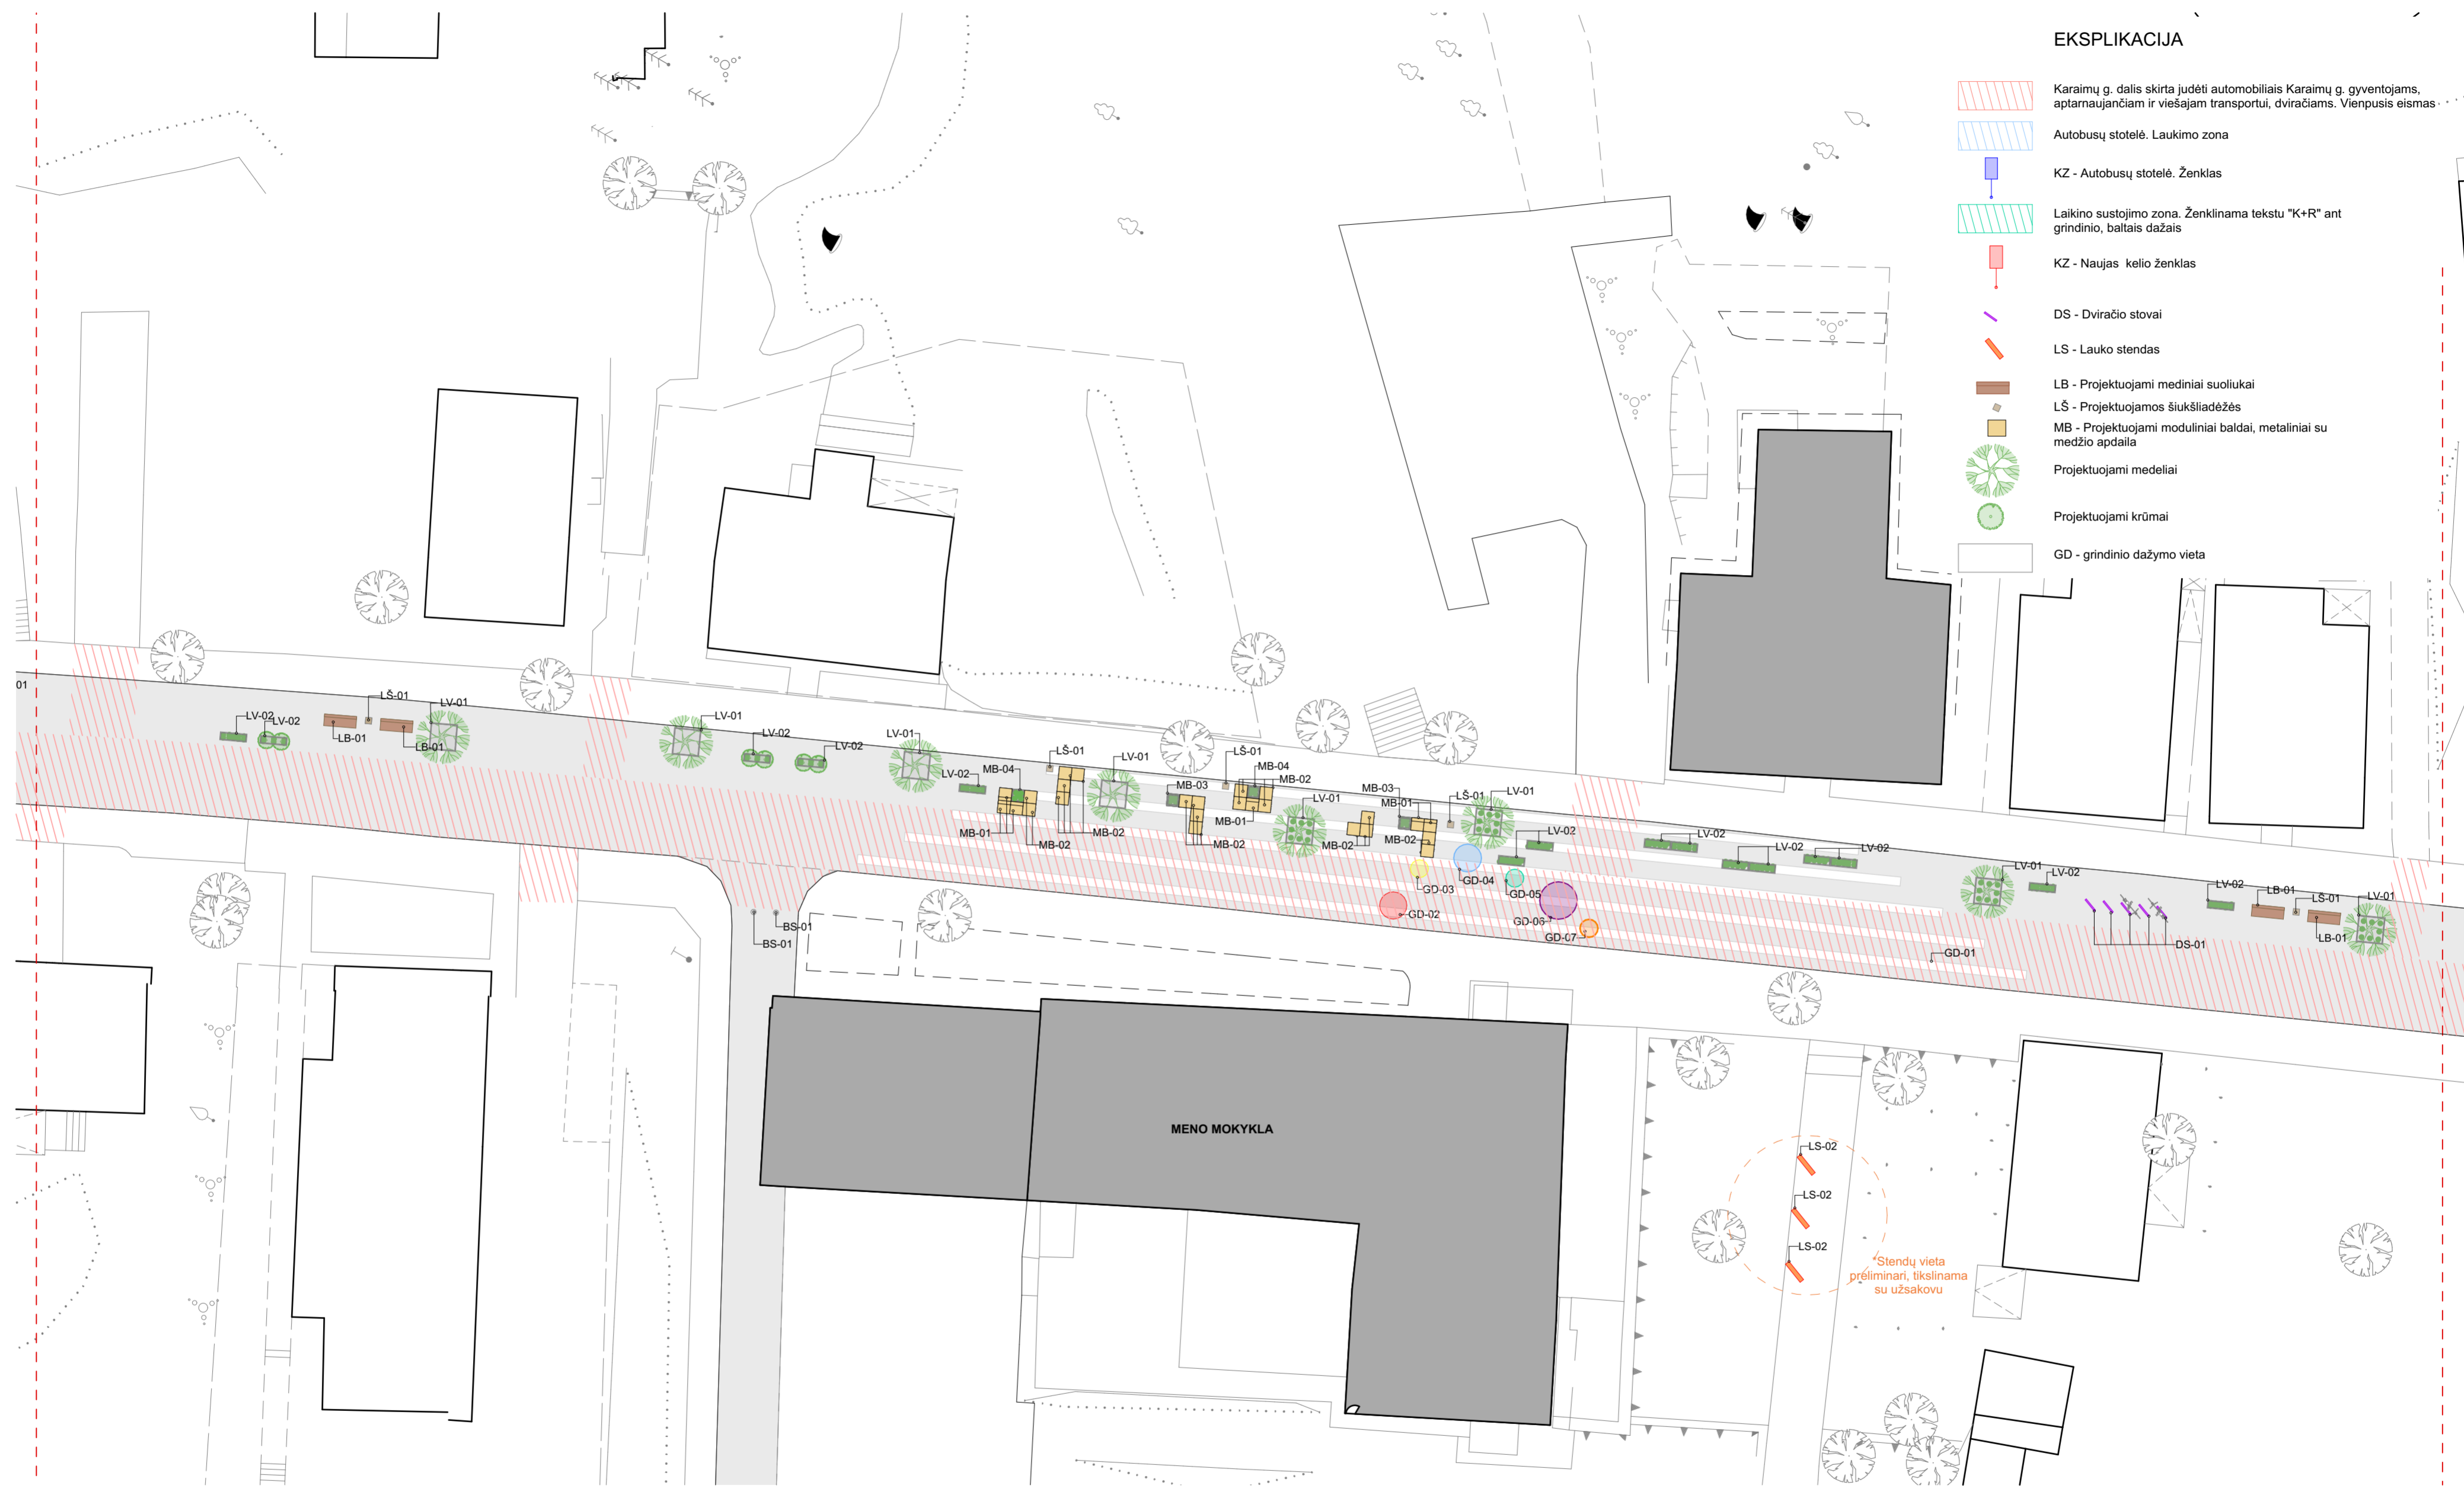 EKSPLIKACIJA
Karaimų g. dalis skirta judėti automobiliais Karaimų g. gyventojams,
aptarnaujančiam ir viešajam transportui, dviračiams. Vienpusis eismas
Autobusų stotelė. Laukimo zona
KZ - Autobusų stotelė. Ženklas
Laikino sustojimo zona. Ženklinama tekstu "K+R" ant
grindinio, baltais dažais
KZ - Naujas kelio ženklas
DS - Dviračio stovai
LS - Lauko stendas
LB - Projektuojami mediniai suoliukai
LŠ - Projektuojamos šiukšliadėžės
MB - Projektuojami moduliniai baldai, metaliniai su
medžio apdaila
Projektuojami medeliai
Projektuojami krūmai
GD - grindinio dažymo vieta
01
LV-02
LV-02
LŠ-01
LB-01
LV-01
LB-01
LV-01
LV-02
LV-02
LV-01
LV-02
MB-04
LŠ-01
LV-01
MB-01
MB-02
MB-02
MB-03
LŠ-01
MB-04
MB-02
MB-01
MB-02
LV-01
MB-03
MB-01
MB-02
MB-02
LŠ-01
LV-01
LV-02
GD-03
GD-04
GD-05
GD-02
GD-06
GD-07
LV-02
LV-02
LV-02
LV-01
LV-02
GD-01
DS-01
LV-02
LB-01
LŠ-01
LB-01
LV-01
BS-01
BS-01
MENO MOKYKLA
LS-02
LS-02
LS-02
*Stendų vieta
preliminari, tikslinama
su užsakovu